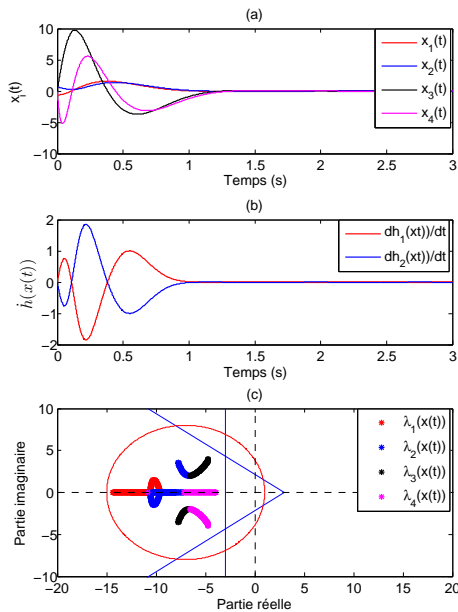 (a)
10
5
0
−5
−10
x_i(t)
0
0.5
1
1.5
2
2.5
3
Temps (s)
x_1(t)
x_2(t)
x_3(t)
x_4(t)
(b)
2
1
0
−1
−2
ḣ(x(t))
0
0.5
1
1.5
2
2.5
3
Temps (s)
dh_1(xt))/dt
dh_2(xt))/dt
(c)
10
5
0
−5
−10
Partie imaginaire
−20
−15
−10
−5
0
5
10
15
20
Partie réelle
λ_1(x(t))
λ_2(x(t))
λ_3(x(t))
λ_4(x(t))